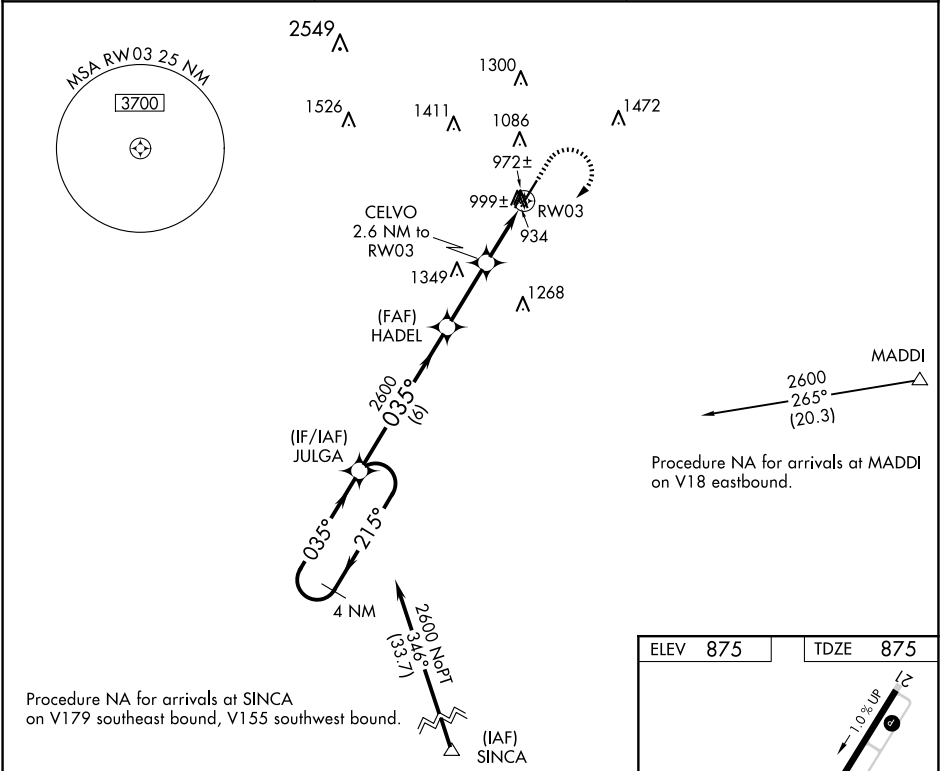 MSA RW03 25 NM
3700
2549
1300
1526
1411
1086
1472
972±
999±
RW03
934
CELVO
2.6 NM to
RW03
1349
1268
(FAF)
HADEL
MADDI
2600
265°
(20.3)
2600
035°
(6)
(IF/IAF)
JULGA
Procedure NA for arrivals at MADDI
on V18 eastbound.
035°
215°
4 NM
2600 NoPT
346°
(33.7)
ELEV 875
TDZE 875
21
1.0% UP
P
Procedure NA for arrivals at SINCA
on V179 southeast bound, V155 southwest bound.
(IAF)
SINCA